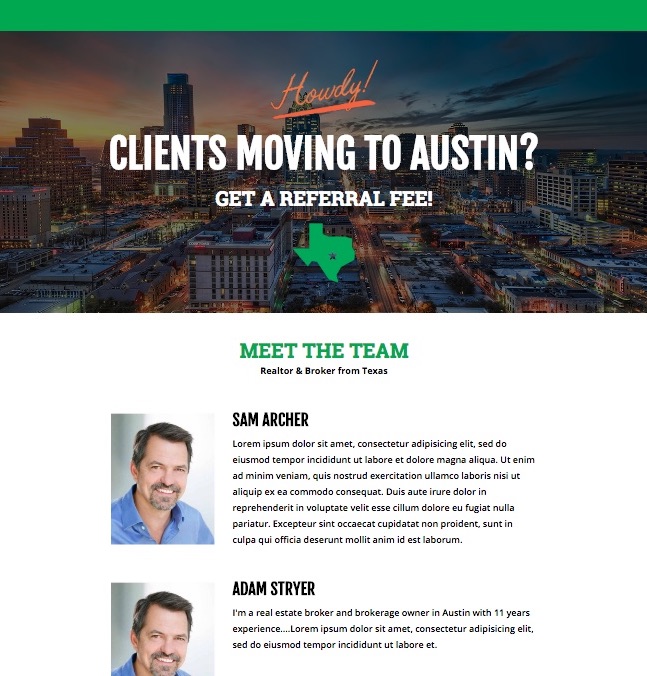 Howdy!
CLIENTS MOVING TO AUSTIN?
GET A REFERRAL FEE!
MEET THE TEAM
Realtor & Broker from Texas
SAM ARCHER
Lorem ipsum dolor sit amet, consectetur adipisicing elit, sed do
eiusmod tempor incididunt ut labore et dolore magna aliqua. Ut enim
ad minim veniam, quis nostrud exercitation ullamco laboris nisi ut
aliquip ex ea commodo consequat. Duis aute irure dolor in
reprehenderit in voluptate velit esse cillum dolore eu fugiat nulla
pariatur. Excepteur sint occaecat cupidatat non proident, sunt in
culpa qui officia deserunt mollit anim id est laborum.
ADAM STRYER
I'm a real estate broker and brokerage owner in Austin with 11 years
experience....Lorem ipsum dolor sit amet, consectetur adipisicing elit,
sed do eiusmod tempor incididunt ut labore et.